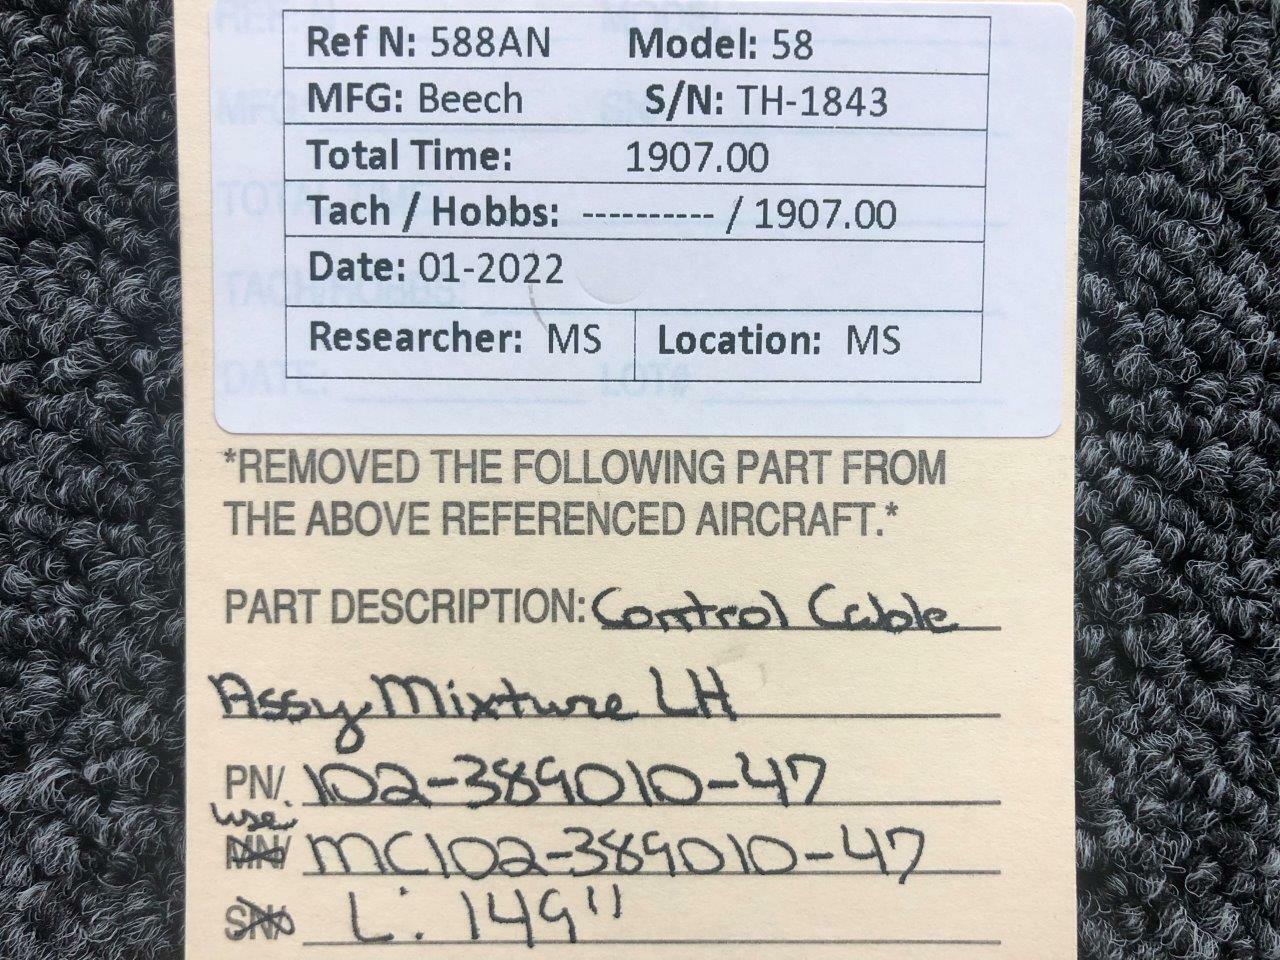 Ref N: 588AN Model: 58
MFG: Beech S/N: TH-1843
Total Time: 1907.00
Tach / Hobbs: ---------- / 1907.00
Date: 01-2022
Researcher: MS Location: MS
*REMOVED THE FOLLOWING PART FROM
THE ABOVE REFERENCED AIRCRAFT.*
PART DESCRIPTION: Control Cable
Assy Mixture LH
PN/. 102-389010-47
use
MN/ MC102-389010-47
SN/ L: 149"